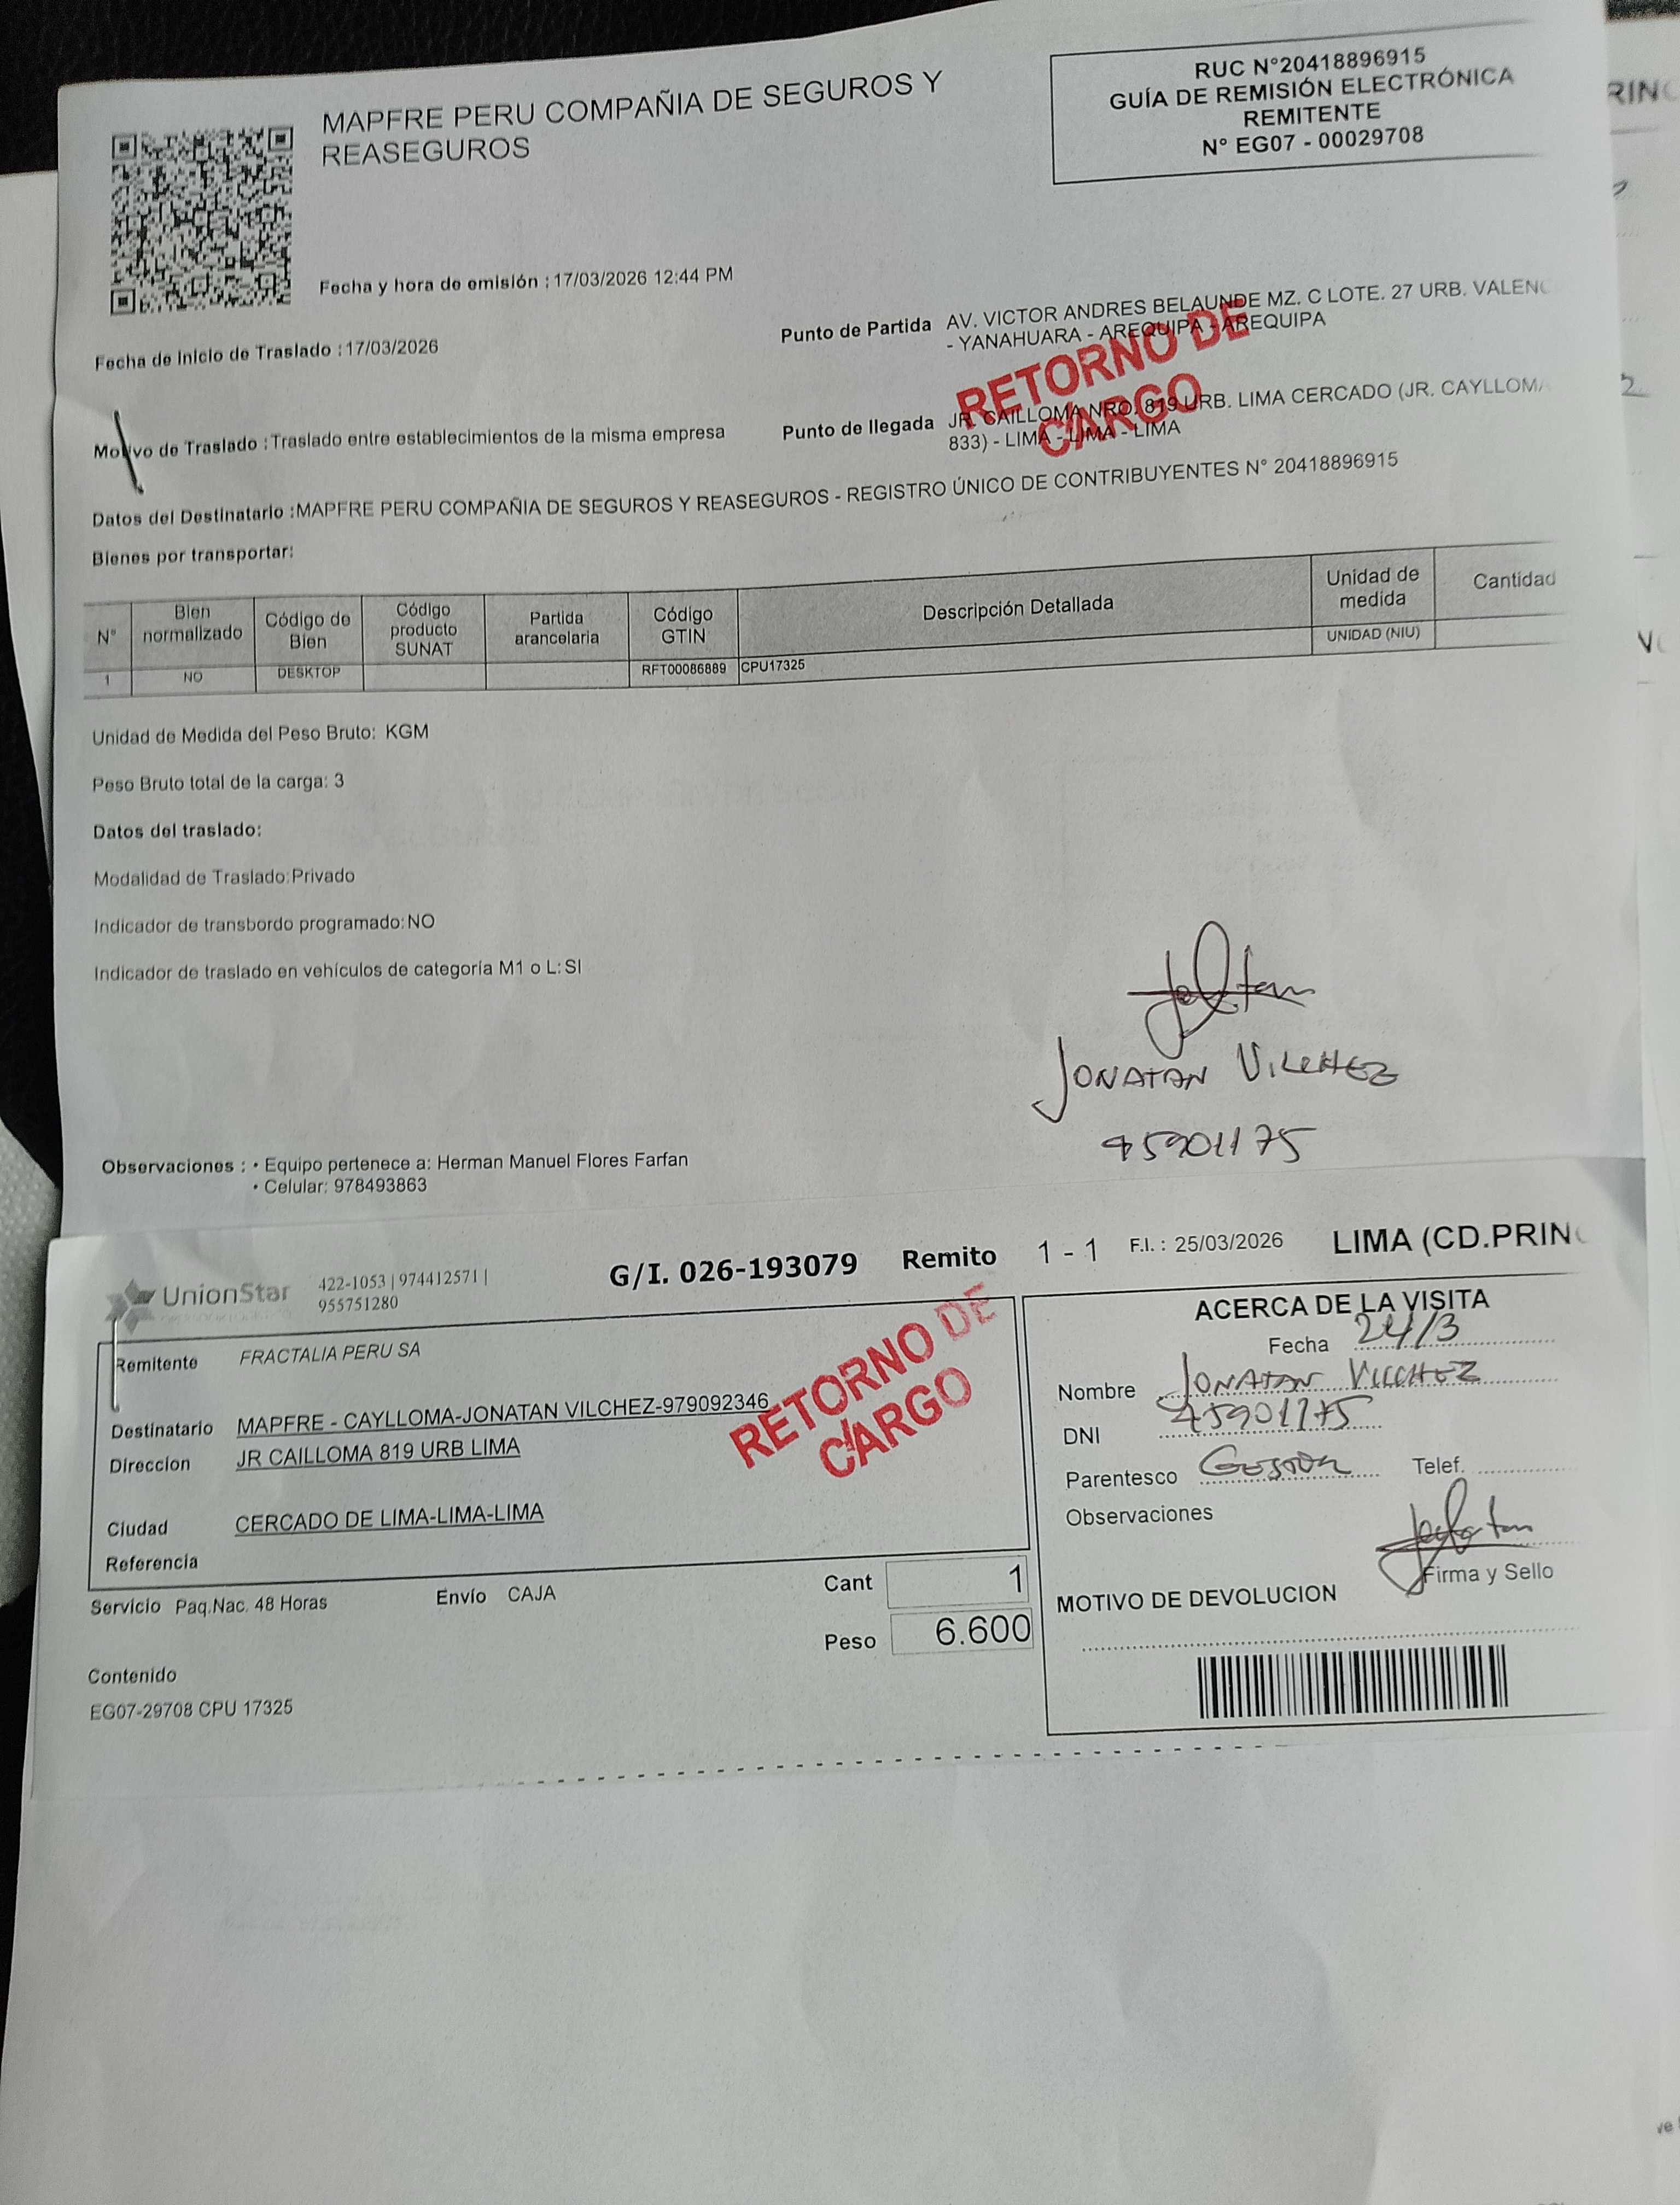 MAPFRE PERU COMPAÑIA DE SEGUROS Y
REASEGUROS
RUC N°20418896915
GUÍA DE REMISIÓN ELECTRÓNICA
REMITENTE
N° EG07 - 00029708
Fecha y hora de emisión : 17/03/2026 12:44 PM
Fecha de inicio de Traslado : 17/03/2026
Punto de Partida AV. VICTOR ANDRES BELAUNDE MZ. C LOTE. 27 URB. VALENC
- YANAHUARA - AREQUIPA - AREQUIPA
RETORNO DE
CARGO
Motivo de Traslado : Traslado entre establecimientos de la misma empresa
Punto de llegada JR. CAILLOMA NRO. 819 URB. LIMA CERCADO (JR. CAYLLOMA
833) - LIMA - LIMA - LIMA
Datos del Destinatario : MAPFRE PERU COMPAÑIA DE SEGUROS Y REASEGUROS - REGISTRO ÚNICO DE CONTRIBUYENTES N° 20418896915
Bienes por transportar:
N° Bien normalizado Código de Bien Código producto SUNAT Partida arancelaria Código GTIN Descripción Detallada Unidad de medida Cantidad
1 NO DESKTOP RFT00086889 CPU17325 UNIDAD (NIU)
Unidad de Medida del Peso Bruto: KGM
Peso Bruto total de la carga: 3
Datos del traslado:
Modalidad de Traslado: Privado
Indicador de transbordo programado: NO
Indicador de traslado en vehículos de categoría M1 o L: SI
JONATAN VILCHEZ
45901175
Observaciones : • Equipo pertenece a: Herman Manuel Flores Farfan
• Celular: 978493863
UnionStar
422-1053 | 974412571 |
955751280
G/I. 026-193079 Remito 1 - 1 F.I. : 25/03/2026 LIMA (CD.PRINC
Remitente FRACTALIA PERU SA
Destinatario MAPFRE - CAYLLOMA-JONATAN VILCHEZ-979092346
Direccion JR CAILLOMA 819 URB LIMA
Ciudad CERCADO DE LIMA-LIMA-LIMA
Referencia
RETORNO DE
CARGO
Servicio Paq.Nac. 48 Horas Envío CAJA
Cant 1
Peso 6.600
Contenido
EG07-29708 CPU 17325
ACERCA DE LA VISITA
Fecha 24/3
Nombre JONATAN VILCHEZ
DNI 45901175
Parentesco GESTOR Telef.
Observaciones
Firma y Sello
MOTIVO DE DEVOLUCION